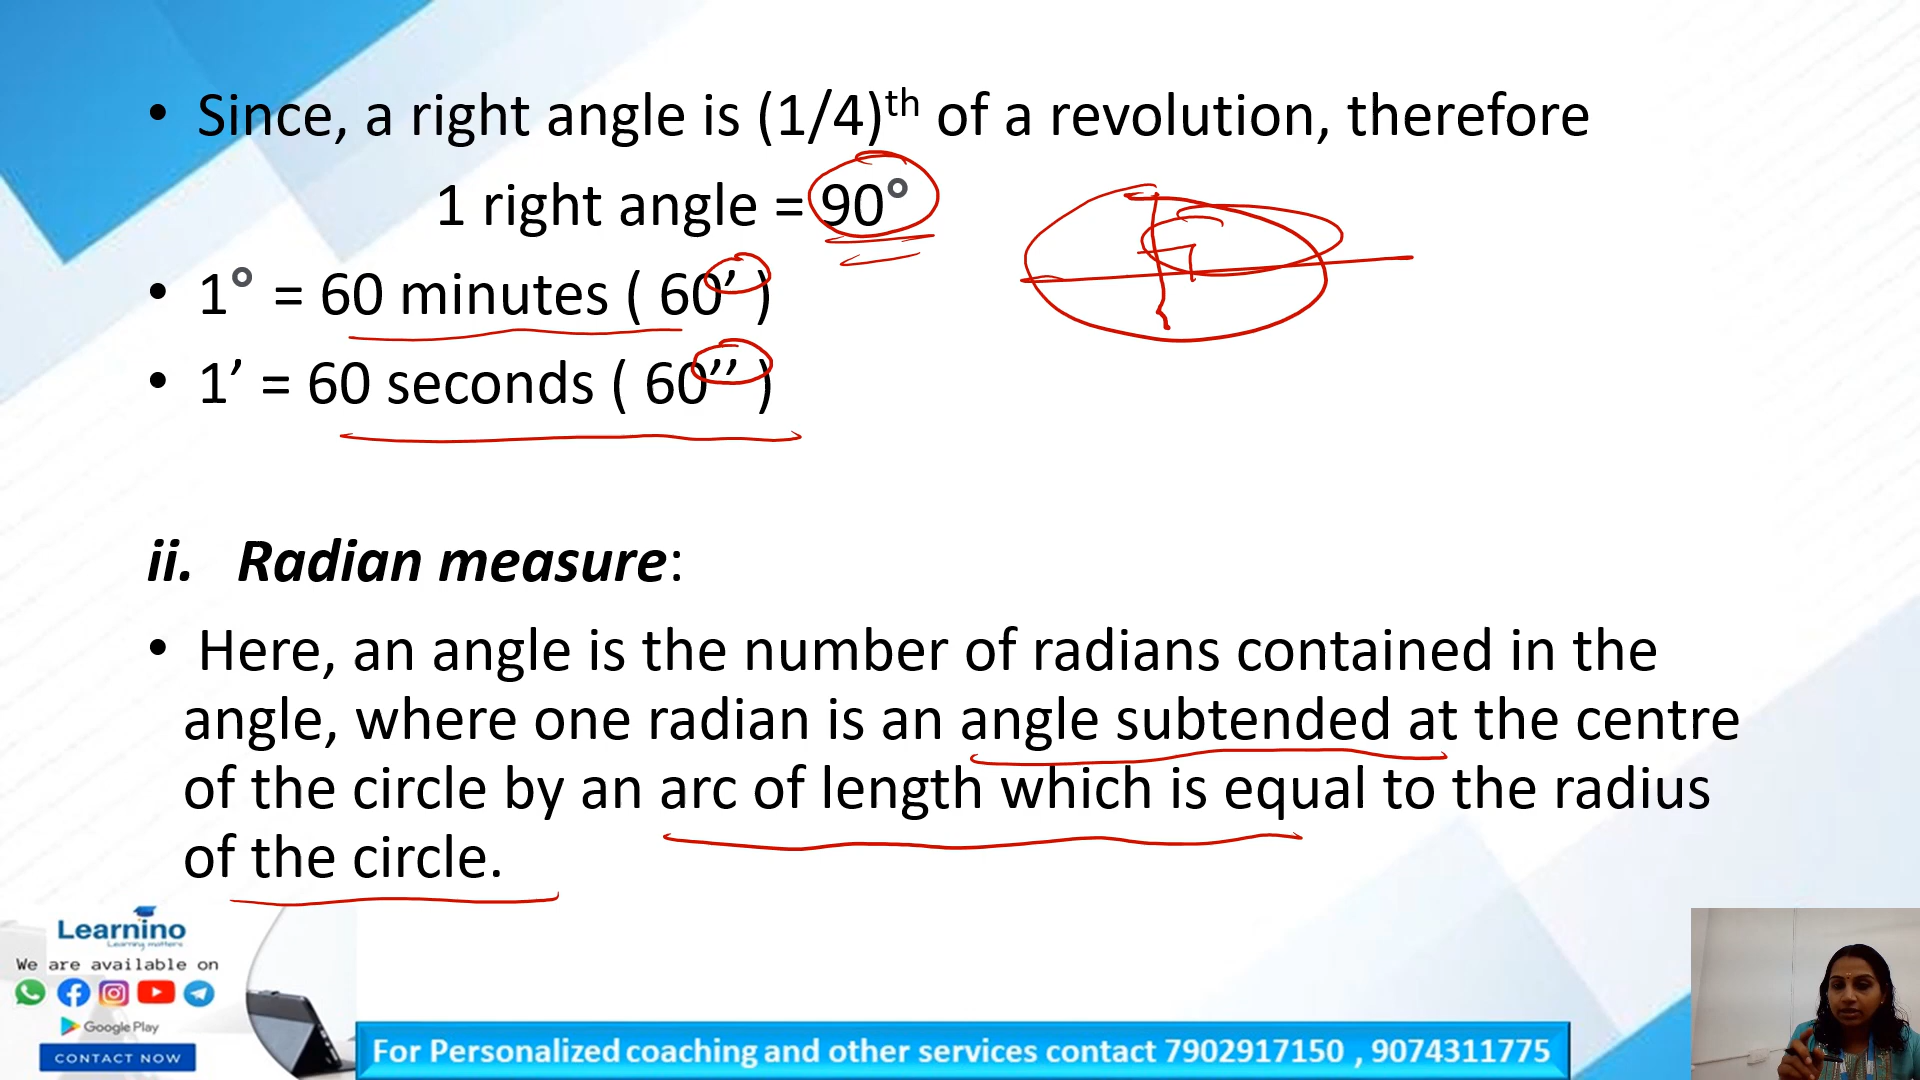 • Since, a right angle is (1/4)th of a revolution, therefore
1 right angle = 90°
• 1° = 60 minutes ( 60’ )
• 1’ = 60 seconds ( 60’’ )
ii. Radian measure:
• Here, an angle is the number of radians contained in the
angle, where one radian is an angle subtended at the centre
of the circle by an arc of length which is equal to the radius
of the circle.
Learnino
Learning matters
We are available on
Google Play
CONTACT NOW
For Personalized coaching and other services contact 7902917150 , 9074311775